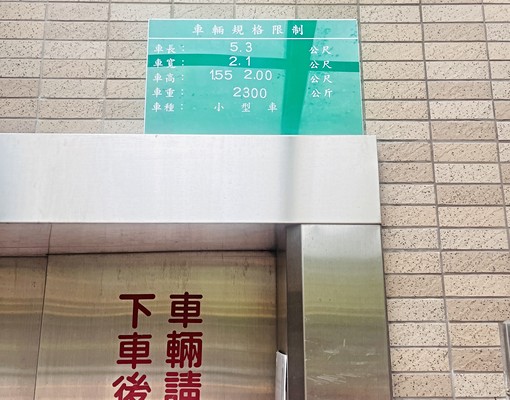 車輛規格限制
車長： 5.3 公尺
車寬： 2.1 公尺
車高： 155 2.00 公尺
車重： 2300 公斤
車種： 小型車
車輛請
下車後